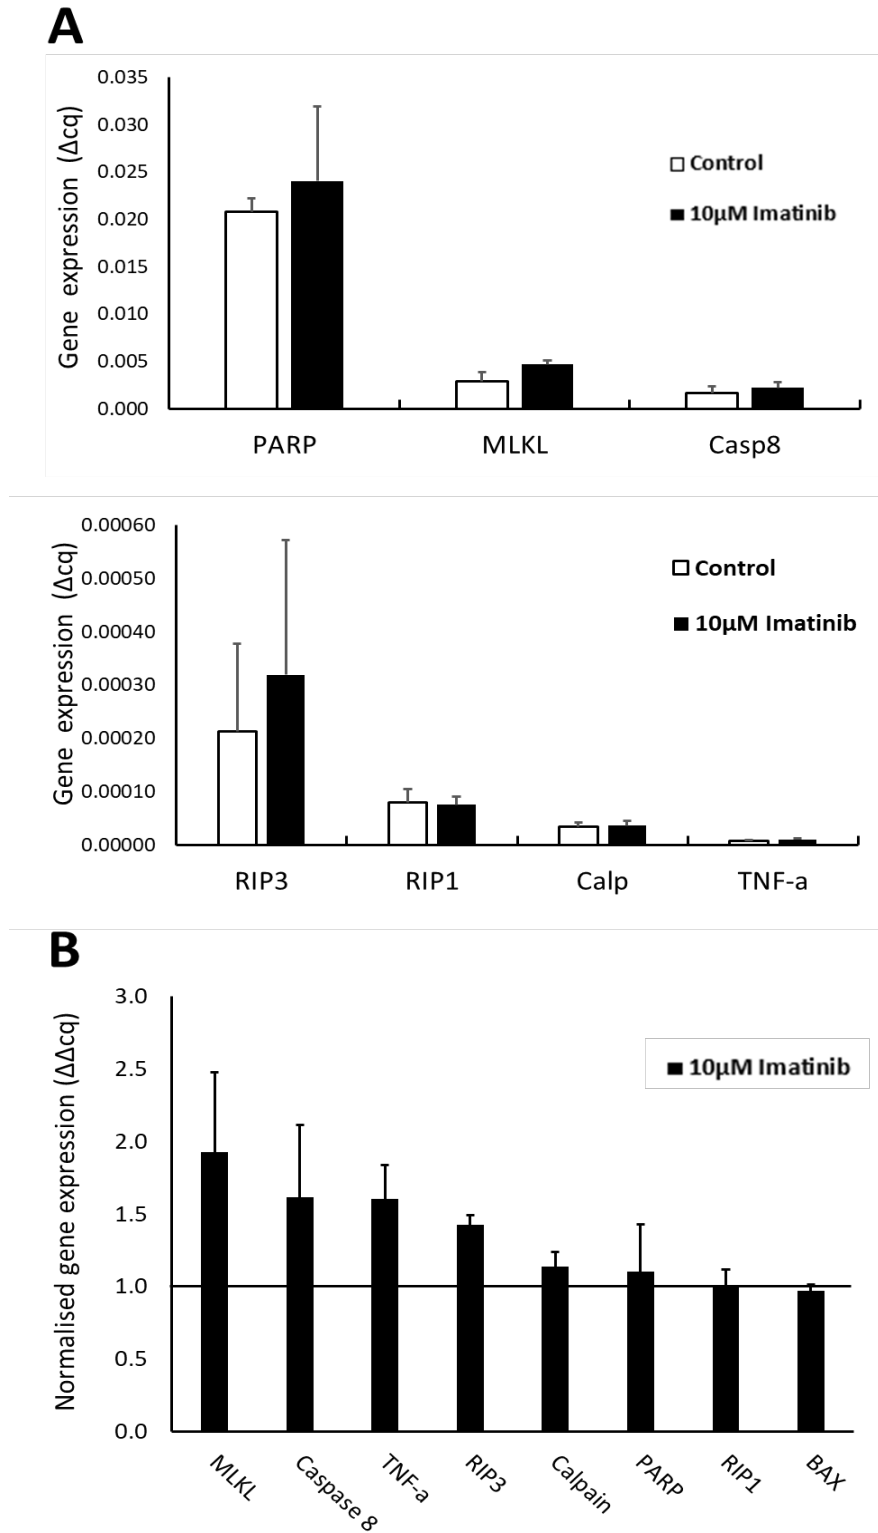 A
Gene expression (Δcq)
0.035
0.030
0.025
0.020
0.015
0.010
0.005
0.000
Control
10µM Imatinib
PARP MLKL Casp8
Gene expression (Δcq)
0.00060
0.00050
0.00040
0.00030
0.00020
0.00010
0.00000
Control
10µM Imatinib
RIP3 RIP1 Calp TNF-a
B
Normalised gene expression (ΔΔcq)
3.0
2.5
2.0
1.5
1.0
0.5
0.0
10µM Imatinib
MLKL Caspase 8 TNF-a RIP3 Calpain PARP RIP1 BAX